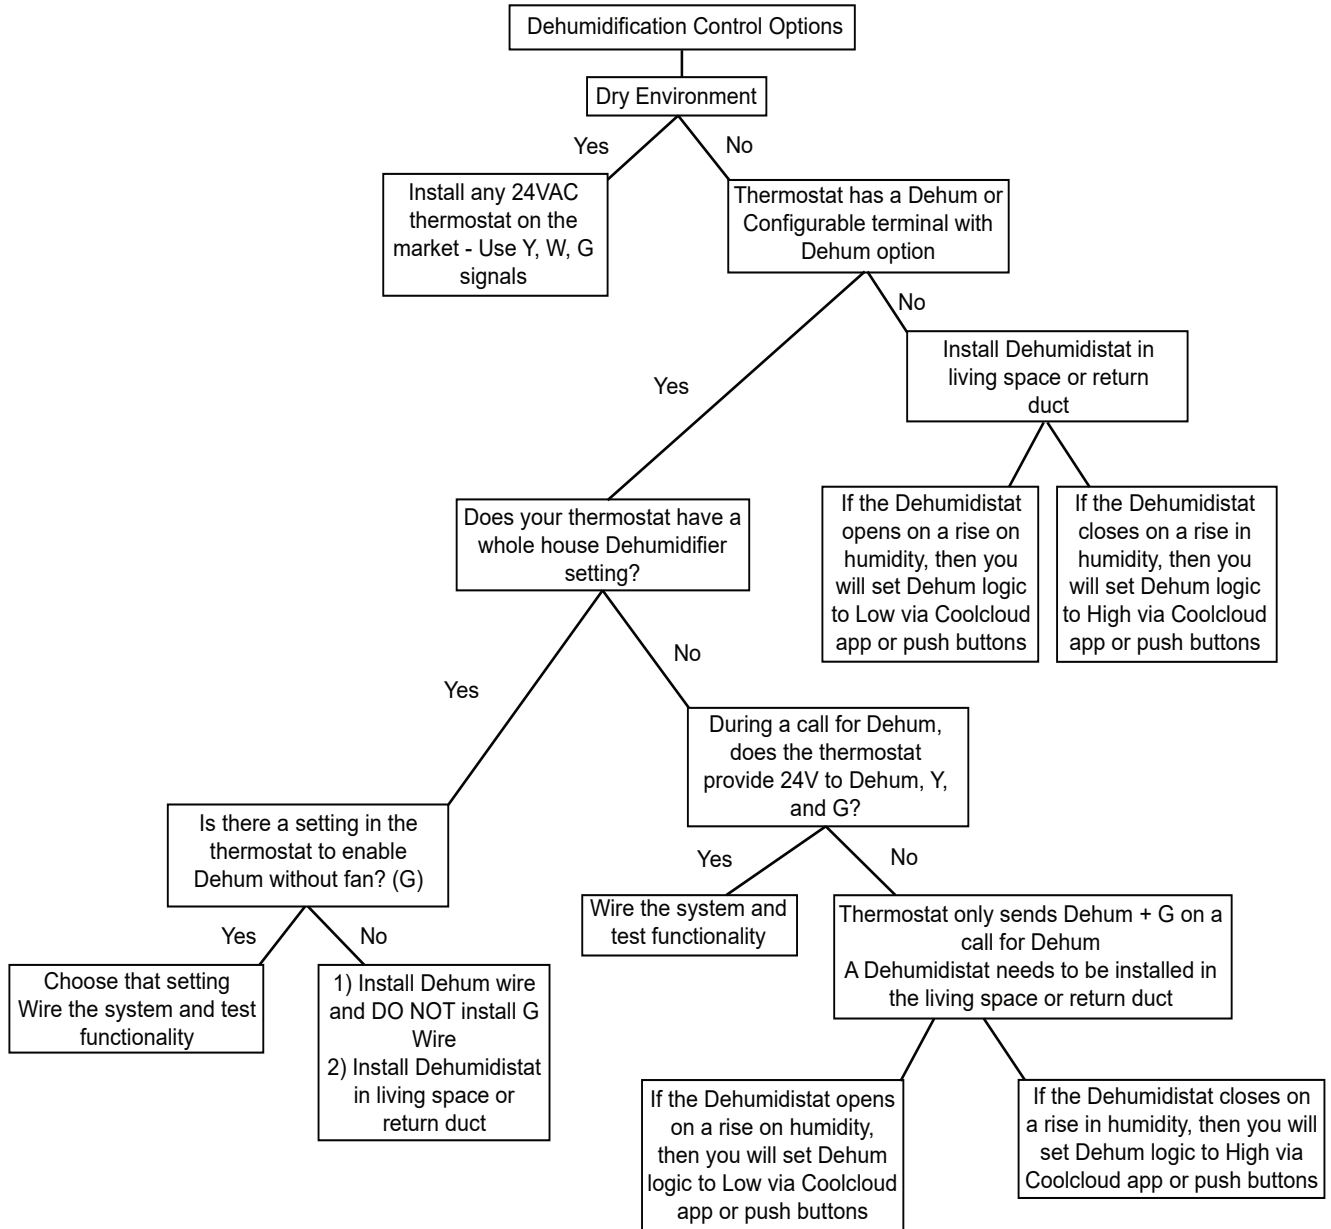 Dehumidification Control Options
Dry Environment
Yes
No
Install any 24VAC
thermostat on the
market - Use Y, W, G
signals
Thermostat has a Dehum or
Configurable terminal with
Dehum option
No
Install Dehumidistat in
living space or return
duct
Yes
If the Dehumidistat
opens on a rise on
humidity, then you
will set Dehum logic
to Low via Coolcloud
app or push buttons
If the Dehumidistat
closes on a rise in
humidity, then you
will set Dehum logic
to High via Coolcloud
app or push buttons
Does your thermostat have a
whole house Dehumidifier
setting?
No
Yes
During a call for Dehum,
does the thermostat
provide 24V to Dehum, Y,
and G?
Is there a setting in the
thermostat to enable
Dehum without fan? (G)
Yes
No
Wire the system and
test functionality
Thermostat only sends Dehum + G on a
call for Dehum
A Dehumidistat needs to be installed in
the living space or return duct
Yes
No
Choose that setting
Wire the system and test
functionality
1) Install Dehum wire
and DO NOT install G
Wire
2) Install Dehumidistat
in living space or
return duct
If the Dehumidistat opens
on a rise on humidity,
then you will set Dehum
logic to Low via Coolcloud
app or push buttons
If the Dehumidistat closes on
a rise in humidity, then you will
set Dehum logic to High via
Coolcloud app or push buttons